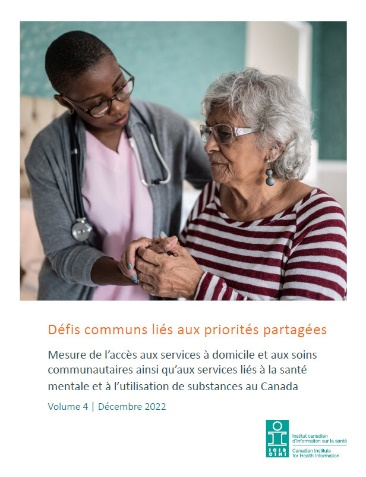 Défis communs liés aux priorités partagées
Mesure de l'accès aux services à domicile et aux soins
communautaires ainsi qu'aux services liés à la santé
mentale et à l'utilisation de substances au Canada
Volume 4 | Décembre 2022
Institut canadien
d'information sur la santé
Canadian Institute
for Health Information